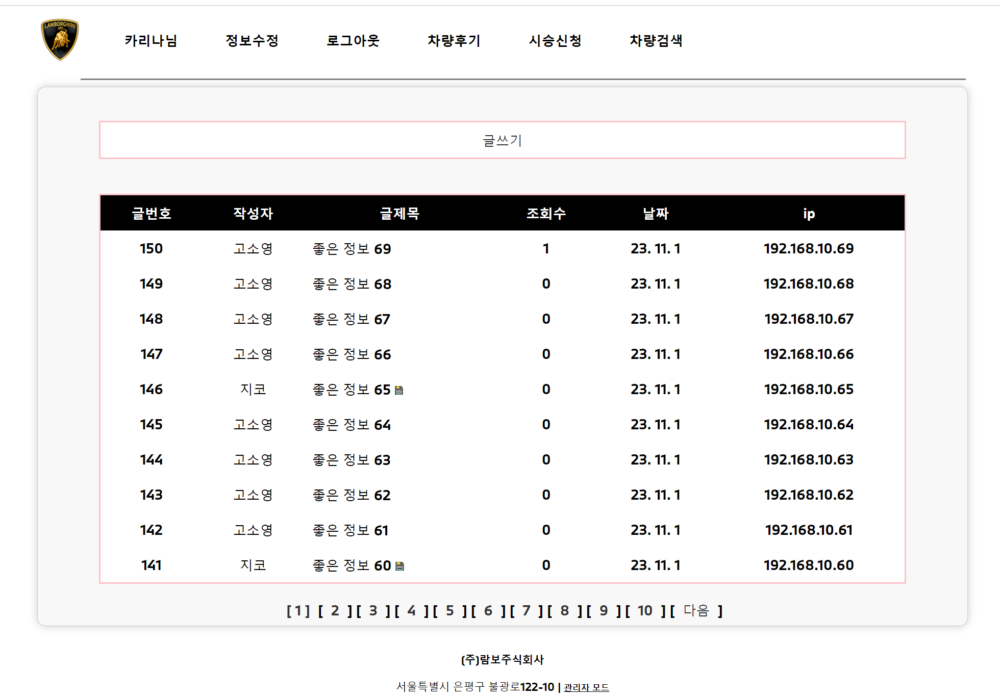 LAMBORGHINI
카리나님 정보수정 로그아웃 차량후기 시승신청 차량검색
글쓰기
글번호 작성자 글제목 조회수 날짜 ip
150 고소영 좋은 정보 69 1 23. 11. 1 192.168.10.69
149 고소영 좋은 정보 68 0 23. 11. 1 192.168.10.68
148 고소영 좋은 정보 67 0 23. 11. 1 192.168.10.67
147 고소영 좋은 정보 66 0 23. 11. 1 192.168.10.66
146 지코 좋은 정보 65 0 23. 11. 1 192.168.10.65
145 고소영 좋은 정보 64 0 23. 11. 1 192.168.10.64
144 고소영 좋은 정보 63 0 23. 11. 1 192.168.10.63
143 고소영 좋은 정보 62 0 23. 11. 1 192.168.10.62
142 고소영 좋은 정보 61 0 23. 11. 1 192.168.10.61
141 지코 좋은 정보 60 0 23. 11. 1 192.168.10.60
[ 1 ] [ 2 ] [ 3 ] [ 4 ] [ 5 ] [ 6 ] [ 7 ] [ 8 ] [ 9 ] [ 10 ] [ 다음 ]
(주)람보주식회사
서울특별시 은평구 불광로122-10 | 관리자 모드